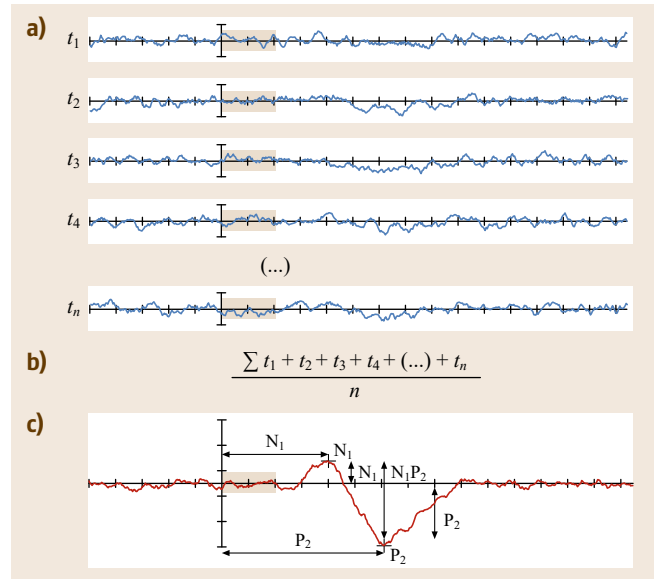 a)
t1
t2
t3
t4
(...)
tn
b)
∑ t1 + t2 + t3 + t4 + (...) + tn
n
c)
N1
N1
N1
N1P2
P2
P2
P2